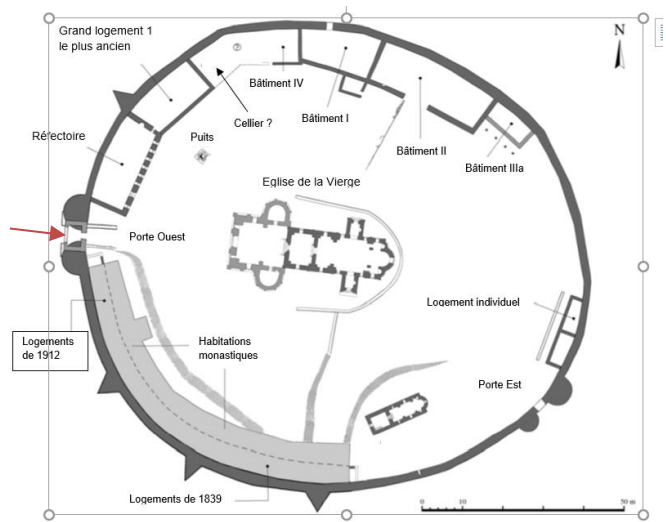 Grand logement 1
le plus ancien
N
?
Bâtiment IV
Cellier ?
Bâtiment I
Réfectoire
Puits
Bâtiment II
Bâtiment IIIa
Eglise de la Vierge
Porte Ouest
Logement individuel
Logements
de 1912
Habitations
monastiques
Porte Est
Logements de 1839
0 10 50 m